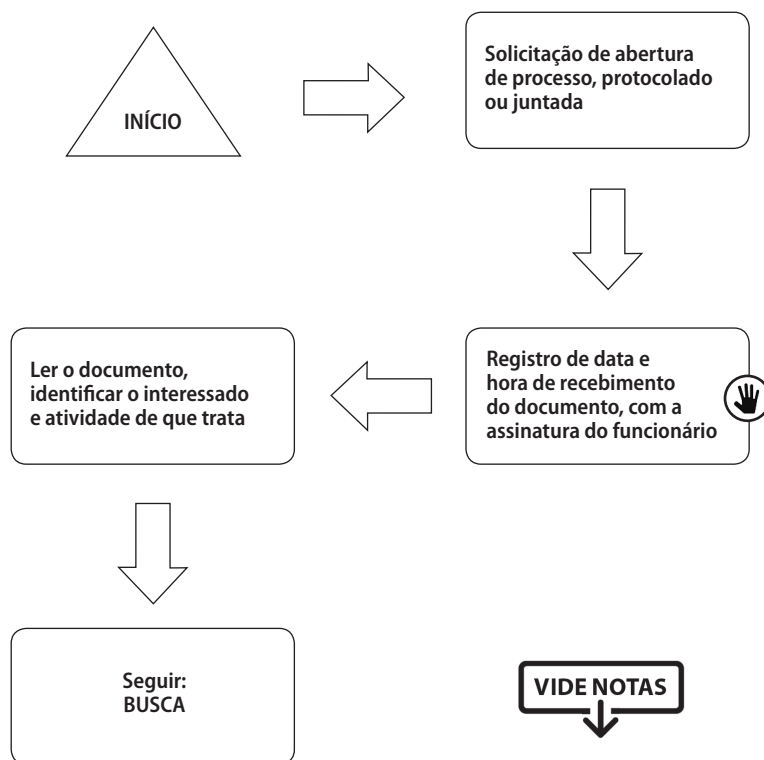 INÍCIO
Solicitação de abertura
de processo, protocolado
ou juntada
Registro de data e
hora de recebimento
do documento, com a
assinatura do funcionário
Ler o documento,
identificar o interessado
e atividade de que trata
Seguir:
BUSCA
VIDE NOTAS